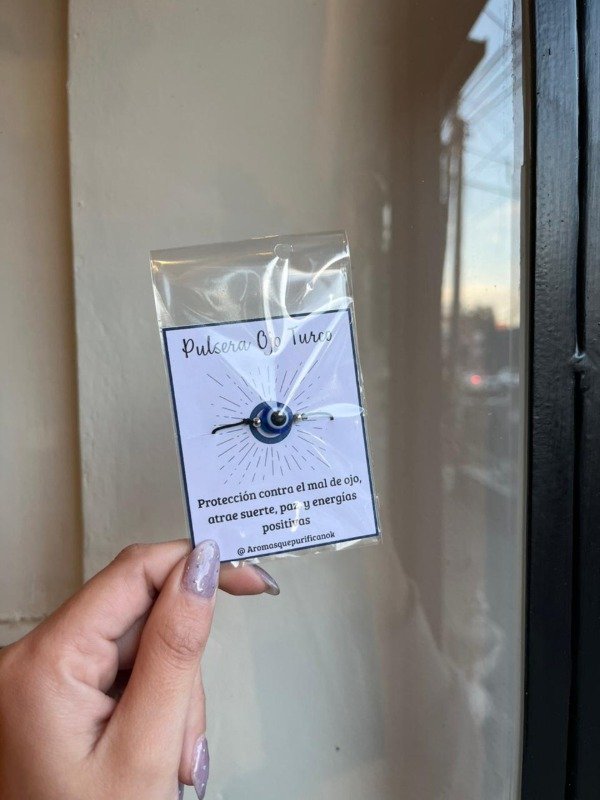 Pulsera Ojo Turco
Protección contra el mal de ojo,
atrae suerte, paz y energías
positivas
@ Aromasquepurificanok